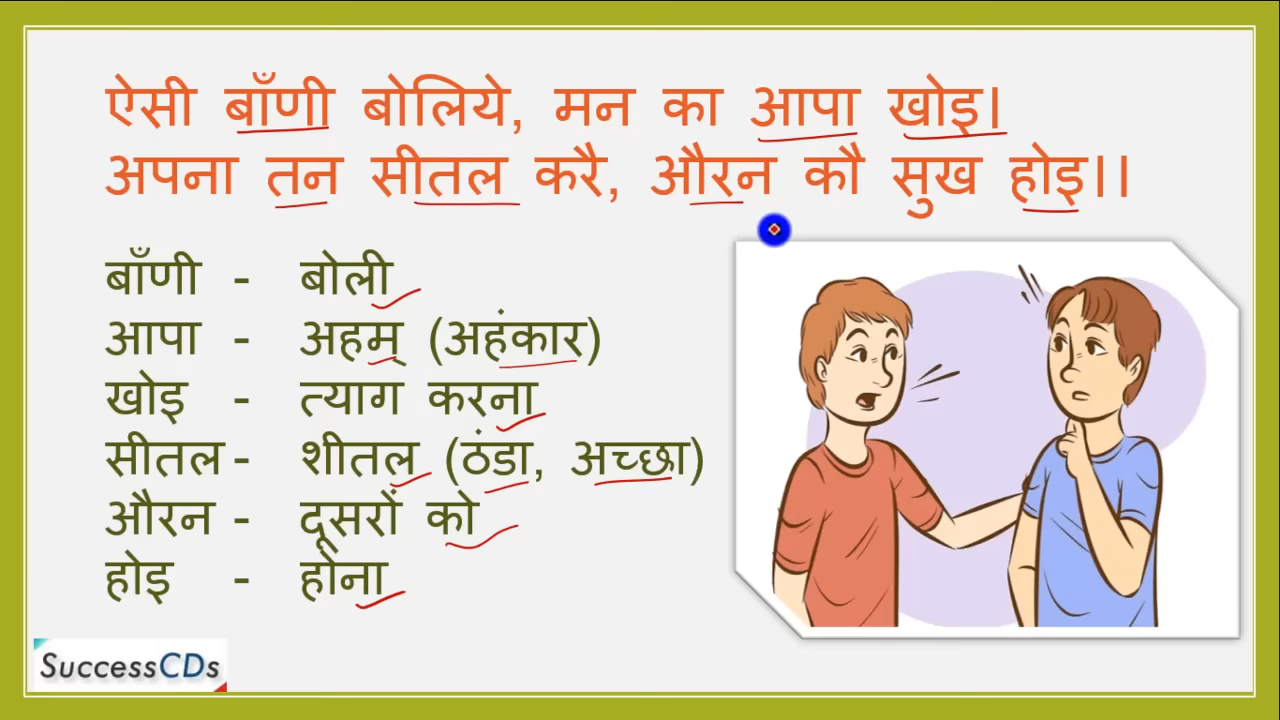 ऐसी बाँणी बोलिये, मन का आपा खोइ।
अपना तन सीतल करै, औरन कौ सुख होइ।।
बाँणी - बोली
आपा - अहम् (अहंकार)
खोइ - त्याग करना
सीतल - शीतल (ठंडा, अच्छा)
औरन - दूसरों को
होइ - होना
SuccessCDs